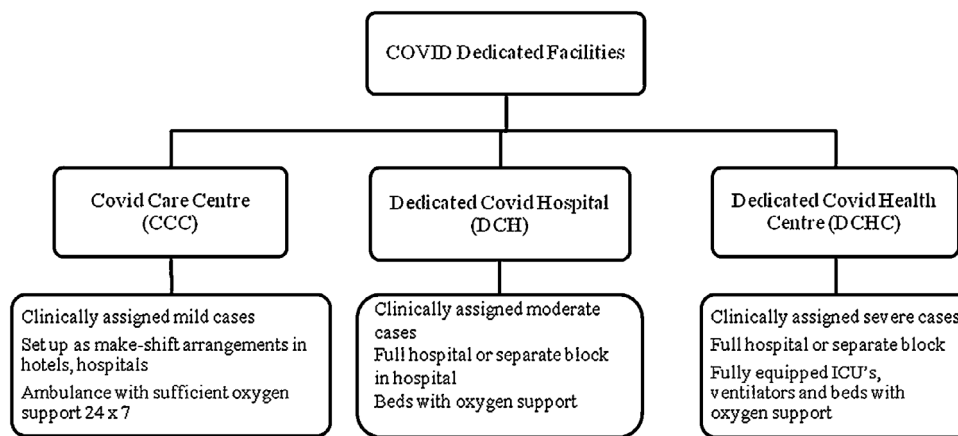 COVID Dedicated Facilities
Covid Care Centre
(CCC)
Dedicated Covid Hospital
(DCH)
Dedicated Covid Health
Centre (DCHC)
Clinically assigned mild cases
Set up as make-shift arrangements in
hotels, hospitals
Ambulance with sufficient oxygen
support 24 x 7
Clinically assigned moderate
cases
Full hospital or separate block
in hospital
Beds with oxygen support
Clinically assigned severe cases
Full hospital or separate block
Fully equipped ICU's,
ventilators and beds with
oxygen support